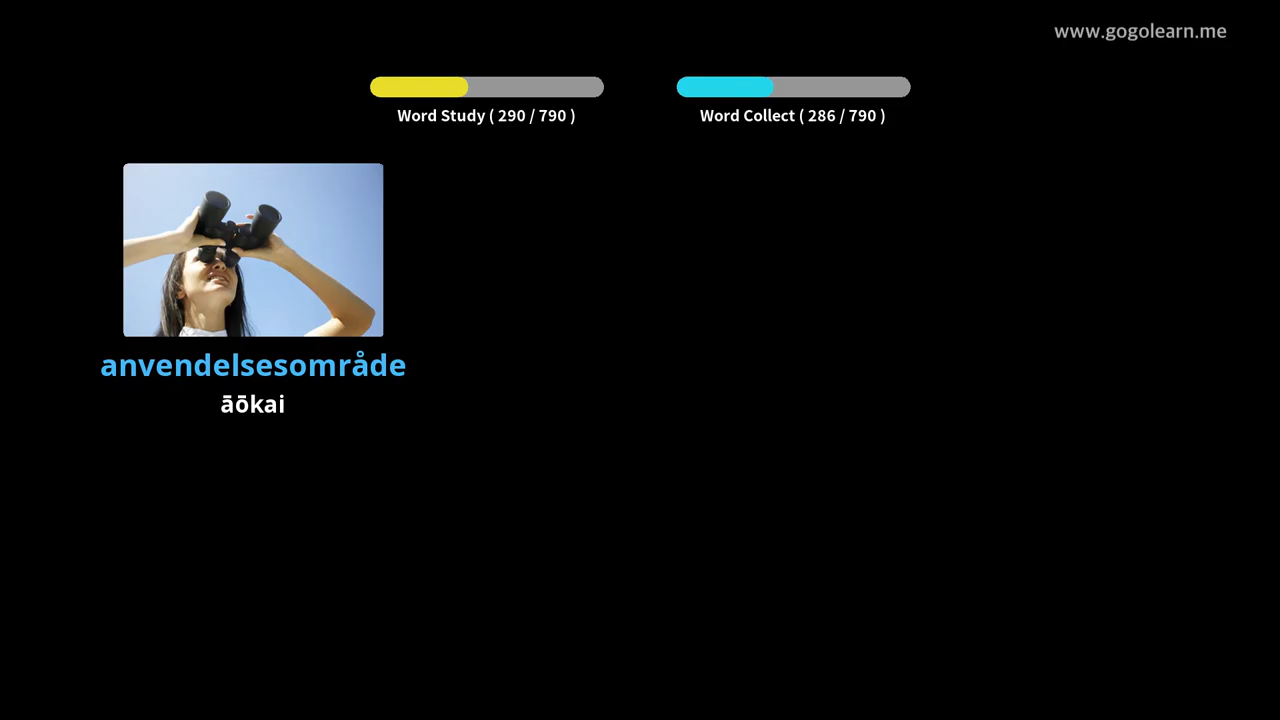 www.gogolearn.me
Word Study ( 290 / 790 )
Word Collect ( 286 / 790 )
anvendelsesområde
āōkai